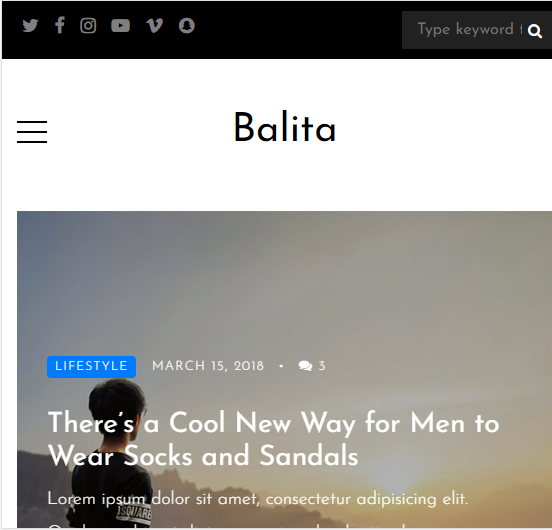 Type keyword
Balita
LIFESTYLE MARCH 15, 2018 • 3
There's a Cool New Way for Men to
Wear Socks and Sandals
Lorem ipsum dolor sit amet, consectetur adipisicing elit.